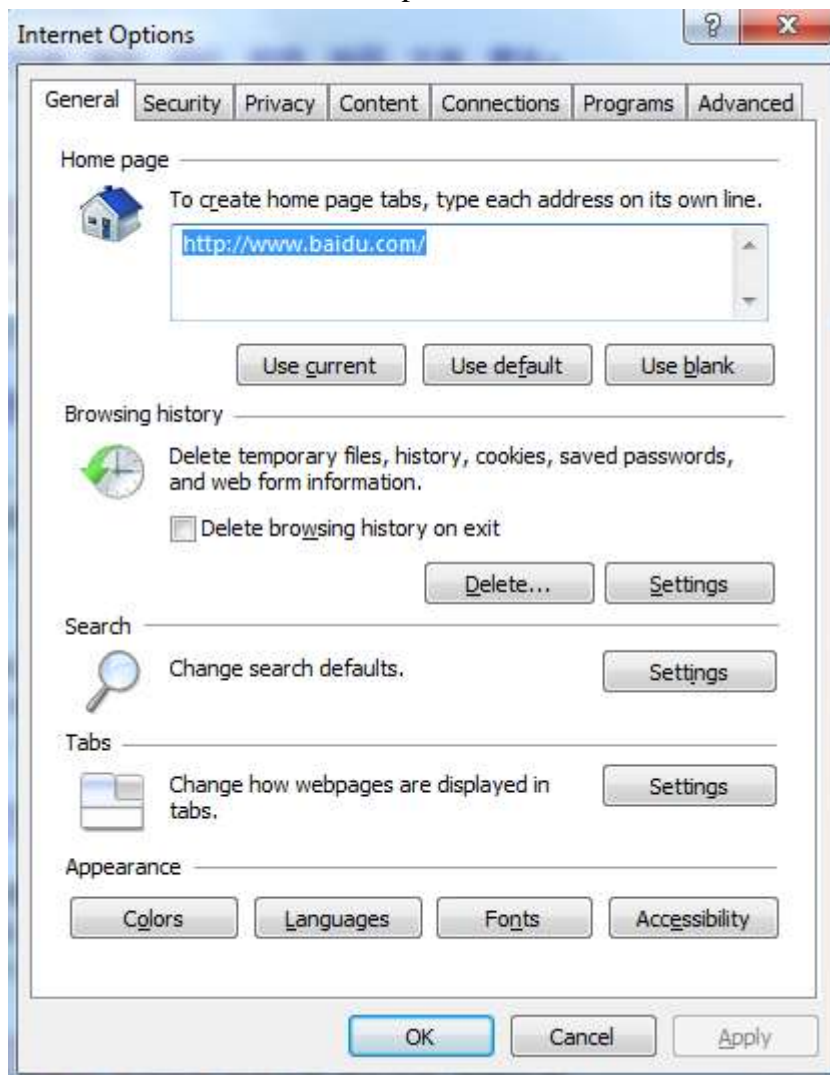 Internet Options
General Security Privacy Content Connections Programs Advanced
Home page
To create home page tabs, type each address on its own line.
http://www.baidu.com/
Use current Use default Use blank
Browsing history
Delete temporary files, history, cookies, saved passwords,
and web form information.
Delete browsing history on exit
Delete... Settings
Search
Change search defaults. Settings
Tabs
Change how webpages are displayed in
tabs.
Settings
Appearance
Colors Languages Fonts Accessibility
OK Cancel Apply